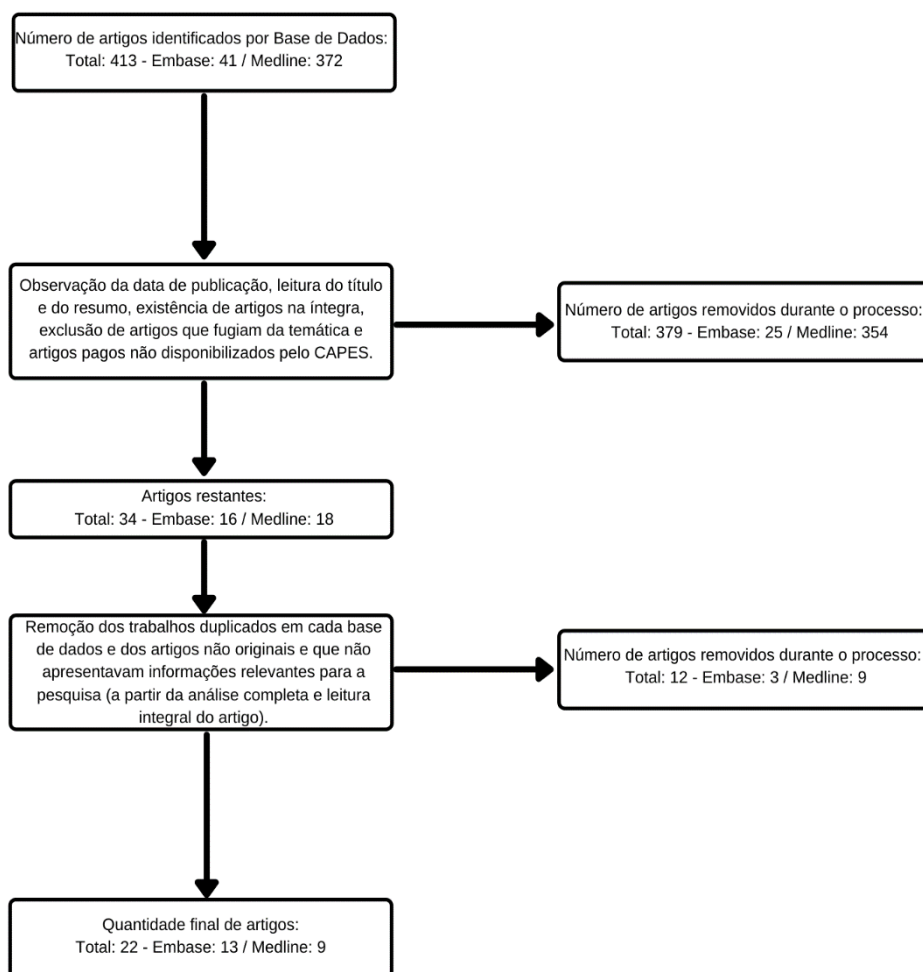 Número de artigos identificados por Base de Dados:
Total: 413 - Embase: 41 / Medline: 372
Observação da data de publicação, leitura do título
e do resumo, existência de artigos na íntegra,
exclusão de artigos que fugiam da temática e
artigos pagos não disponibilizados pelo CAPES.
Número de artigos removidos durante o processo:
Total: 379 - Embase: 25 / Medline: 354
Artigos restantes:
Total: 34 - Embase: 16 / Medline: 18
Remoção dos trabalhos duplicados em cada base
de dados e dos artigos não originais e que não
apresentavam informações relevantes para a
pesquisa (a partir da análise completa e leitura
integral do artigo).
Número de artigos removidos durante o processo:
Total: 12 - Embase: 3 / Medline: 9
Quantidade final de artigos:
Total: 22 - Embase: 13 / Medline: 9